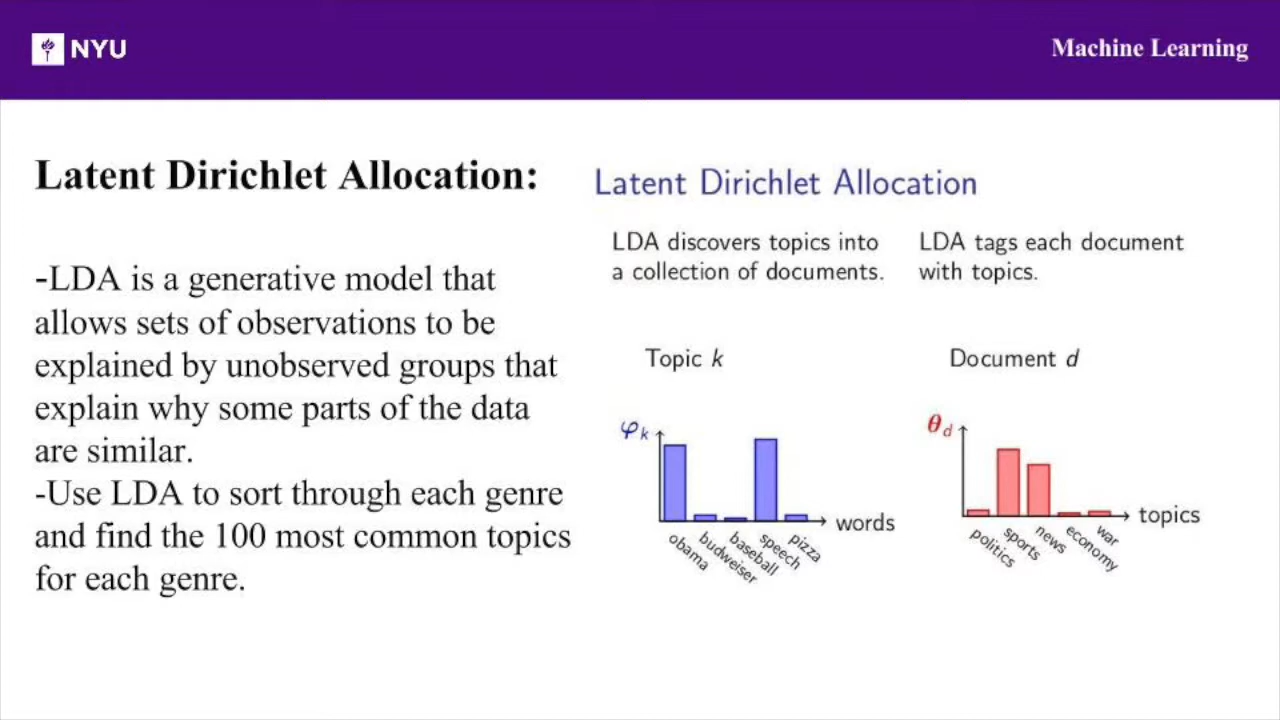 NYU
Machine Learning
Latent Dirichlet Allocation:
-LDA is a generative model that
allows sets of observations to be
explained by unobserved groups that
explain why some parts of the data
are similar.
-Use LDA to sort through each genre
and find the 100 most common topics
for each genre.
Latent Dirichlet Allocation
LDA discovers topics into
a collection of documents.
LDA tags each document
with topics.
Topic k
φk
words
obama
budweiser
baseball
speech
pizza
Document d
θd
topics
politics
sports
news
economy
war